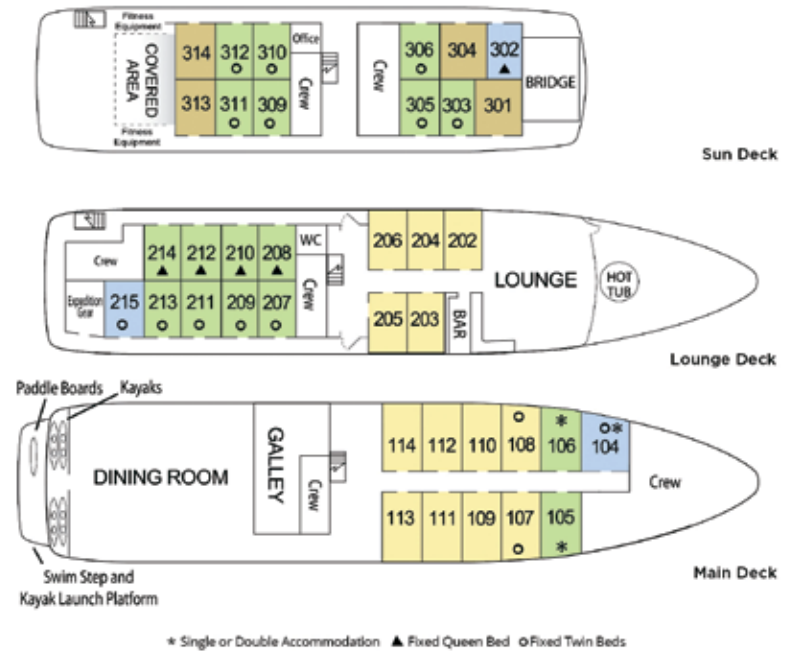 Fitness
Equipment
COVERED
AREA
Fitness
Equipment
314 312 310
313 311 309
Office
Crew
Crew
306 304 302
305 303 301
BRIDGE
Sun Deck
Crew
Expedition
Gear
214 212 210 208
215 213 211 209 207
WC
Crew
206 204 202
205 203
BAR
LOUNGE
HOT
TUB
Lounge Deck
Paddle Boards Kayaks
DINING ROOM
GALLEY
Crew
114 112 110 108 106 104
113 111 109 107 105
Crew
Main Deck
Swim Step and
Kayak Launch Platform
* Single or Double Accommodation ▲ Fixed Queen Bed o Fixed Twin Beds